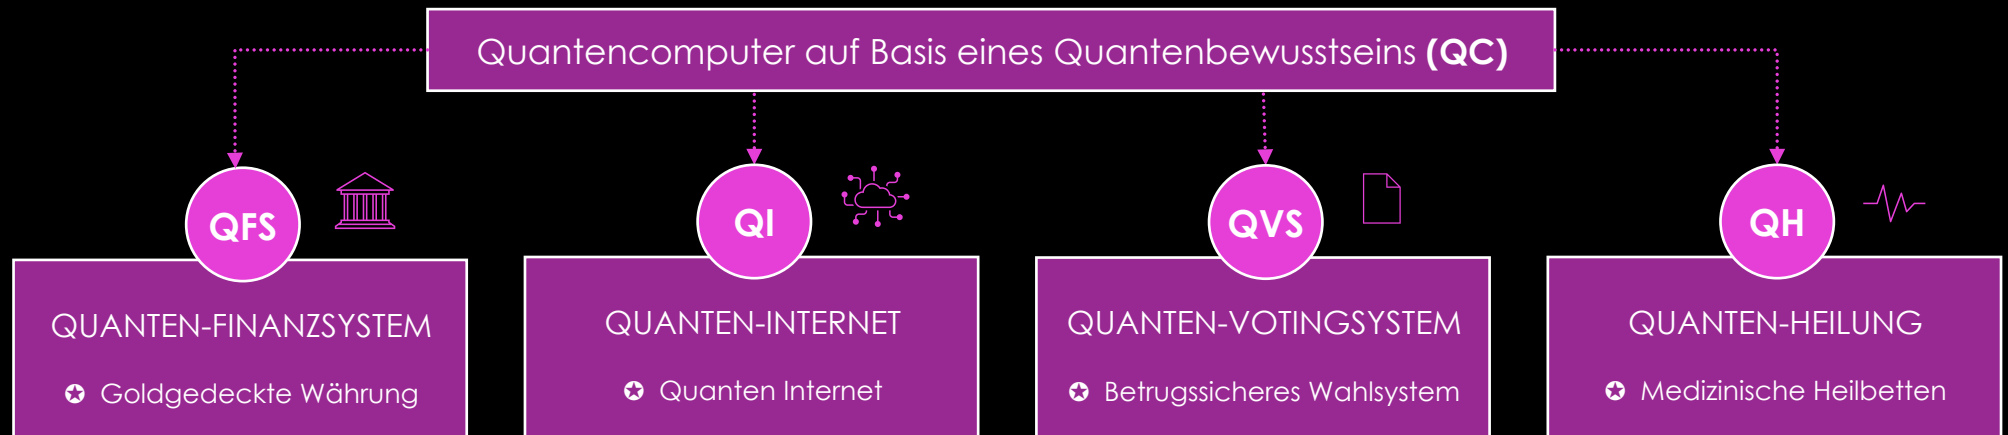 Quantencomputer auf Basis eines Quantenbewusstseins (QC)
QFS
QUANTEN-FINANZSYSTEM
✪ Goldgedeckte Währung
QI
QUANTEN-INTERNET
✪ Quanten Internet
QVS
QUANTEN-VOTINGSYSTEM
✪ Betrugssicheres Wahlsystem
QH
QUANTEN-HEILUNG
✪ Medizinische Heilbetten